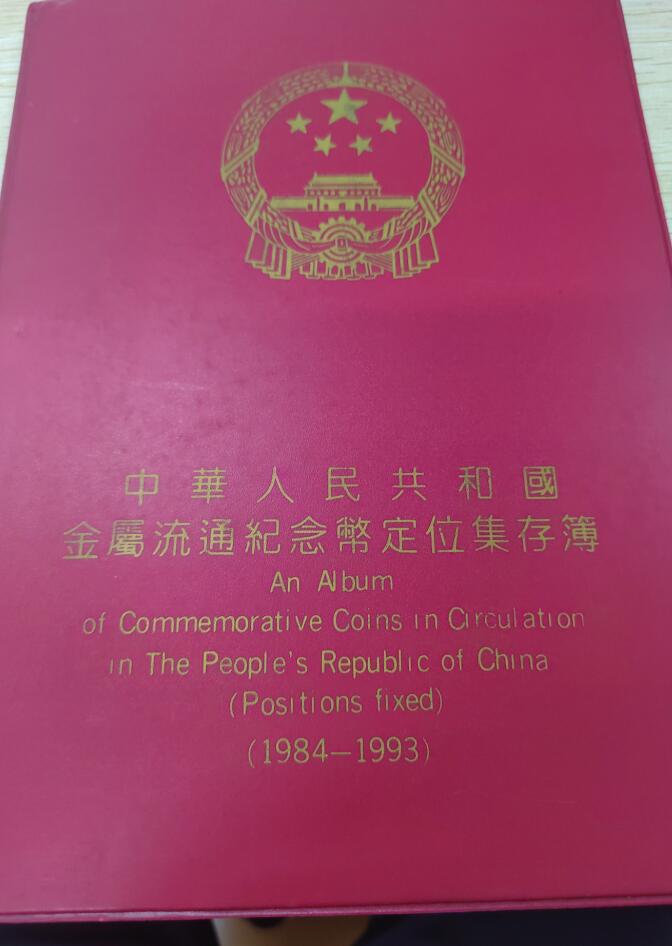 中華人民共和國
金屬流通紀念幣定位集存簿
An Album
of Commemorative Coins in Circulation
in The People's Republic of China
(Positions fixed)
(1984—1993)